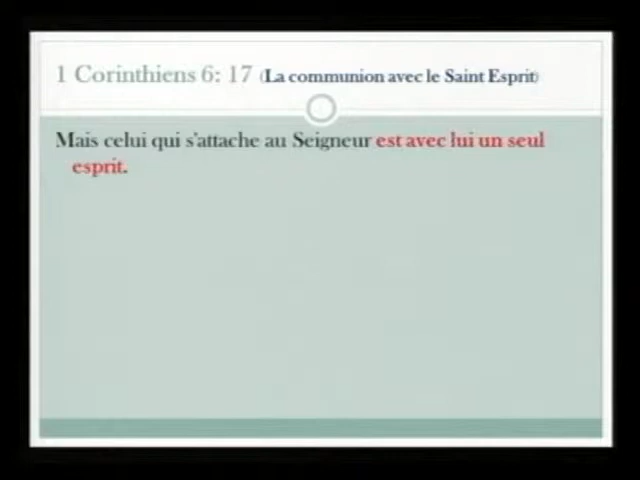 1 Corinthiens 6: 17 (La communion avec le Saint Esprit)
Mais celui qui s'attache au Seigneur est avec lui un seul
esprit.